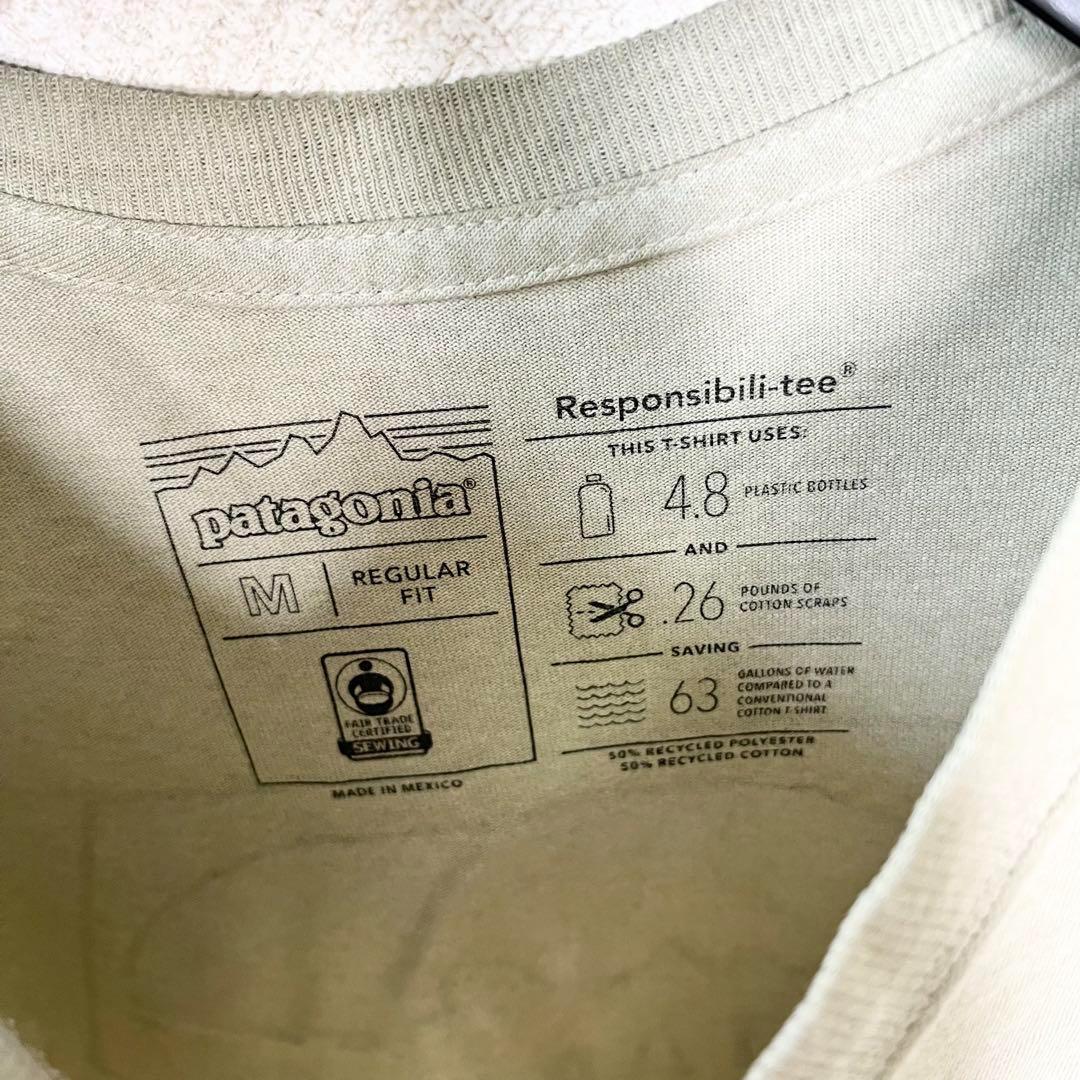 patagonia®
M
REGULAR
FIT
FAIR TRADE
CERTIFIED
SEWING
MADE IN MEXICO
Responsibili-tee®
THIS T-SHIRT USES:
4.8 PLASTIC BOTTLES
AND
.26 POUNDS OF
COTTON SCRAPS
SAVING
63 GALLONS OF WATER
COMPARED TO A
CONVENTIONAL
COTTON T-SHIRT
50% RECYCLED POLYESTER
50% RECYCLED COTTON